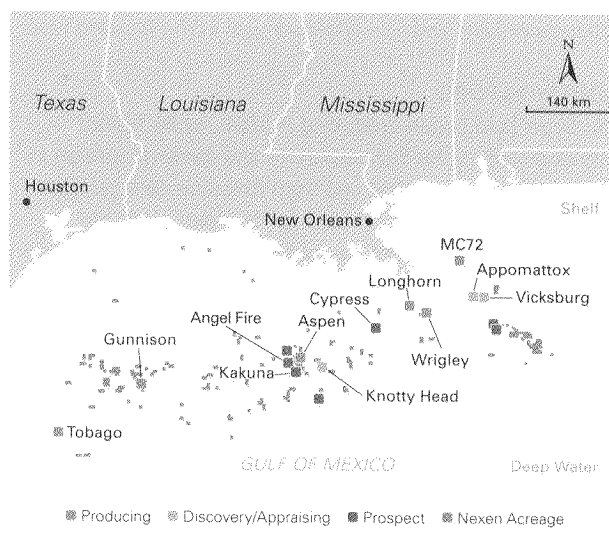 N
140 km
Texas
Louisiana
Mississippi
Houston
New Orleans
Shelf
MC72
Appomattox
Longhorn
Vicksburg
Cypress
Angel Fire
Aspen
Gunnison
Wrigley
Kakuna
Knotty Head
Tobago
GULF OF MEXICO
Deep Water
Producing
Discovery/Appraising
Prospect
Nexen Acreage